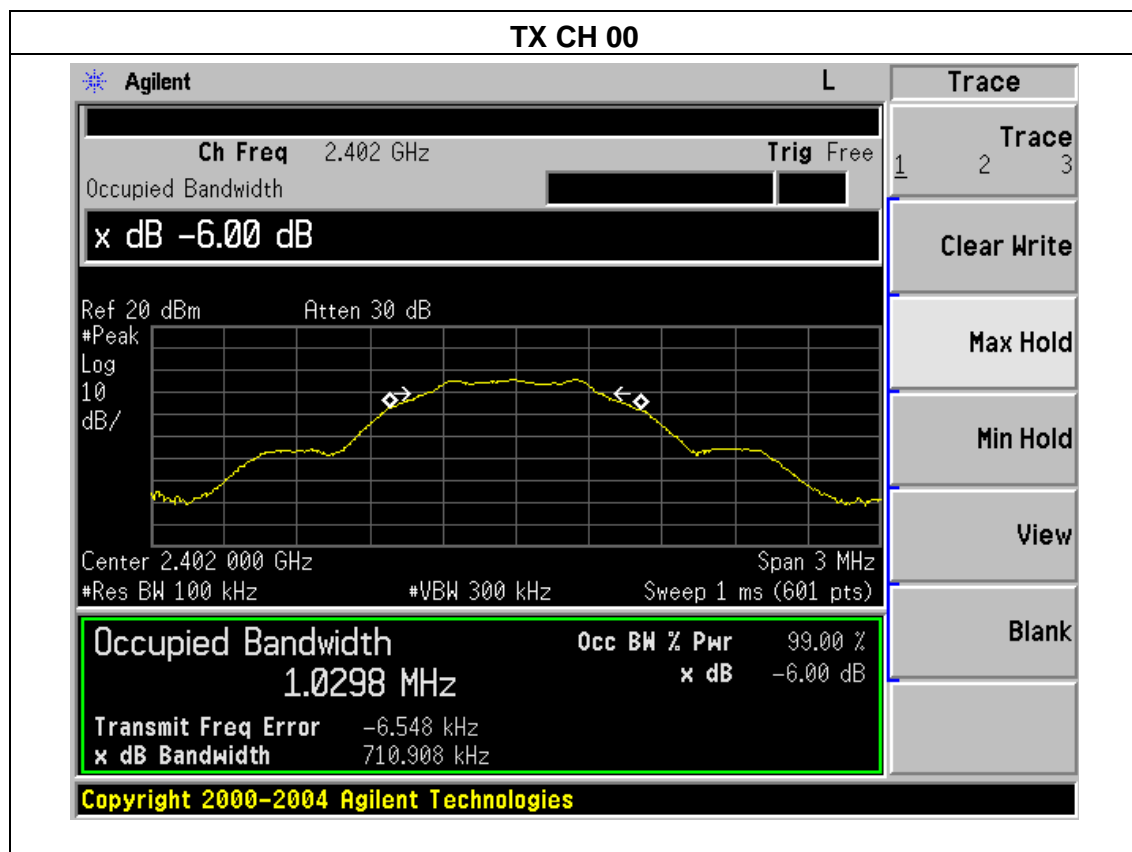 TX CH 00
Agilent L Trace
Ch Freq 2.402 GHz Trig Free
Occupied Bandwidth
x dB -6.00 dB
Ref 20 dBm Atten 30 dB
#Peak
Log
10
dB/
Center 2.402 000 GHz Span 3 MHz
#Res BW 100 kHz #VBW 300 kHz Sweep 1 ms (601 pts)
Occupied Bandwidth Occ BW % Pwr 99.00 %
1.0298 MHz x dB -6.00 dB
Transmit Freq Error -6.548 kHz
x dB Bandwidth 710.908 kHz
Trace
1 2 3
Clear Write
Max Hold
Min Hold
View
Blank
Copyright 2000-2004 Agilent Technologies